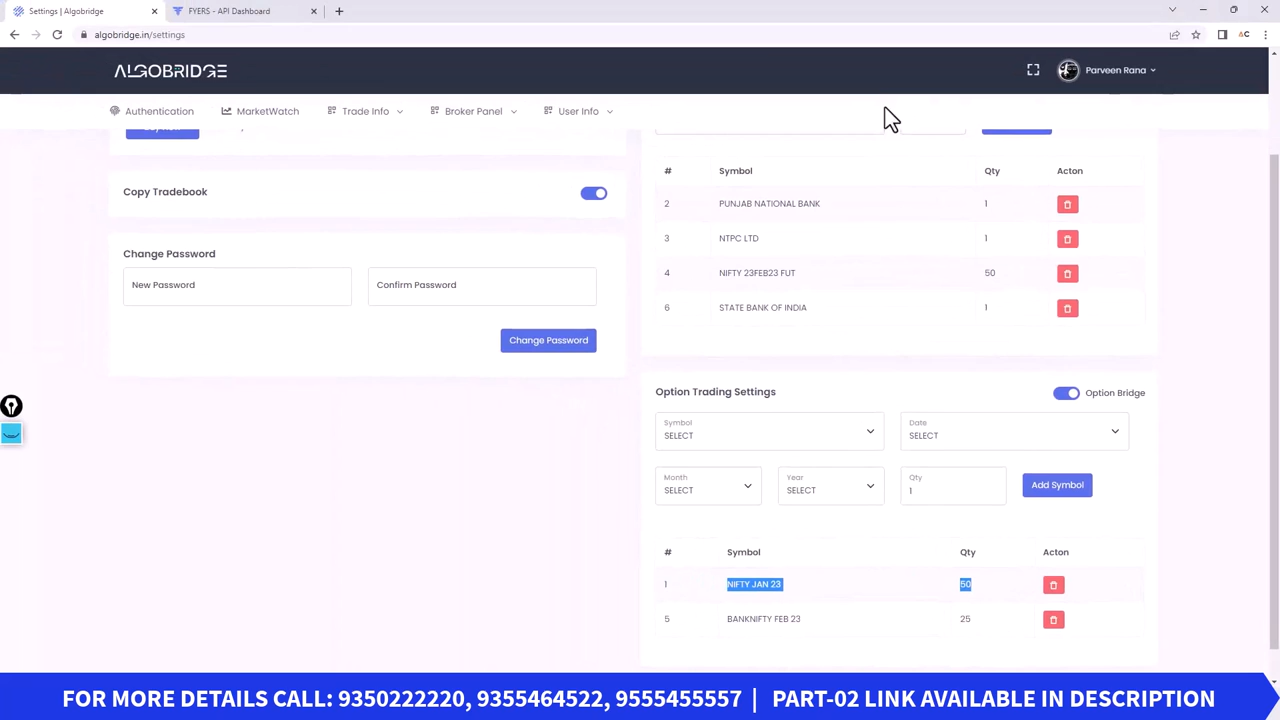 Settings | Algobridge
FYERS - API Dashboard
algobridge.in/settings
ALGOBRIDGE
Parveen Rana
Authentication
MarketWatch
Trade Info
Broker Panel
User Info
# Symbol Qty Acton
Copy Tradebook
2 PUNJAB NATIONAL BANK 1
3 NTPC LTD 1
Change Password
New Password
Confirm Password
4 NIFTY 23FEB23 FUT 50
6 STATE BANK OF INDIA 1
Change Password
Option Trading Settings
Option Bridge
Symbol
SELECT
Date
SELECT
Month
SELECT
Year
SELECT
Qty
1
Add Symbol
# Symbol Qty Acton
1 NIFTY JAN 23 50
5 BANKNIFTY FEB 23 25
FOR MORE DETAILS CALL: 9350222220, 9355464522, 9555455557 | PART-02 LINK AVAILABLE IN DESCRIPTION